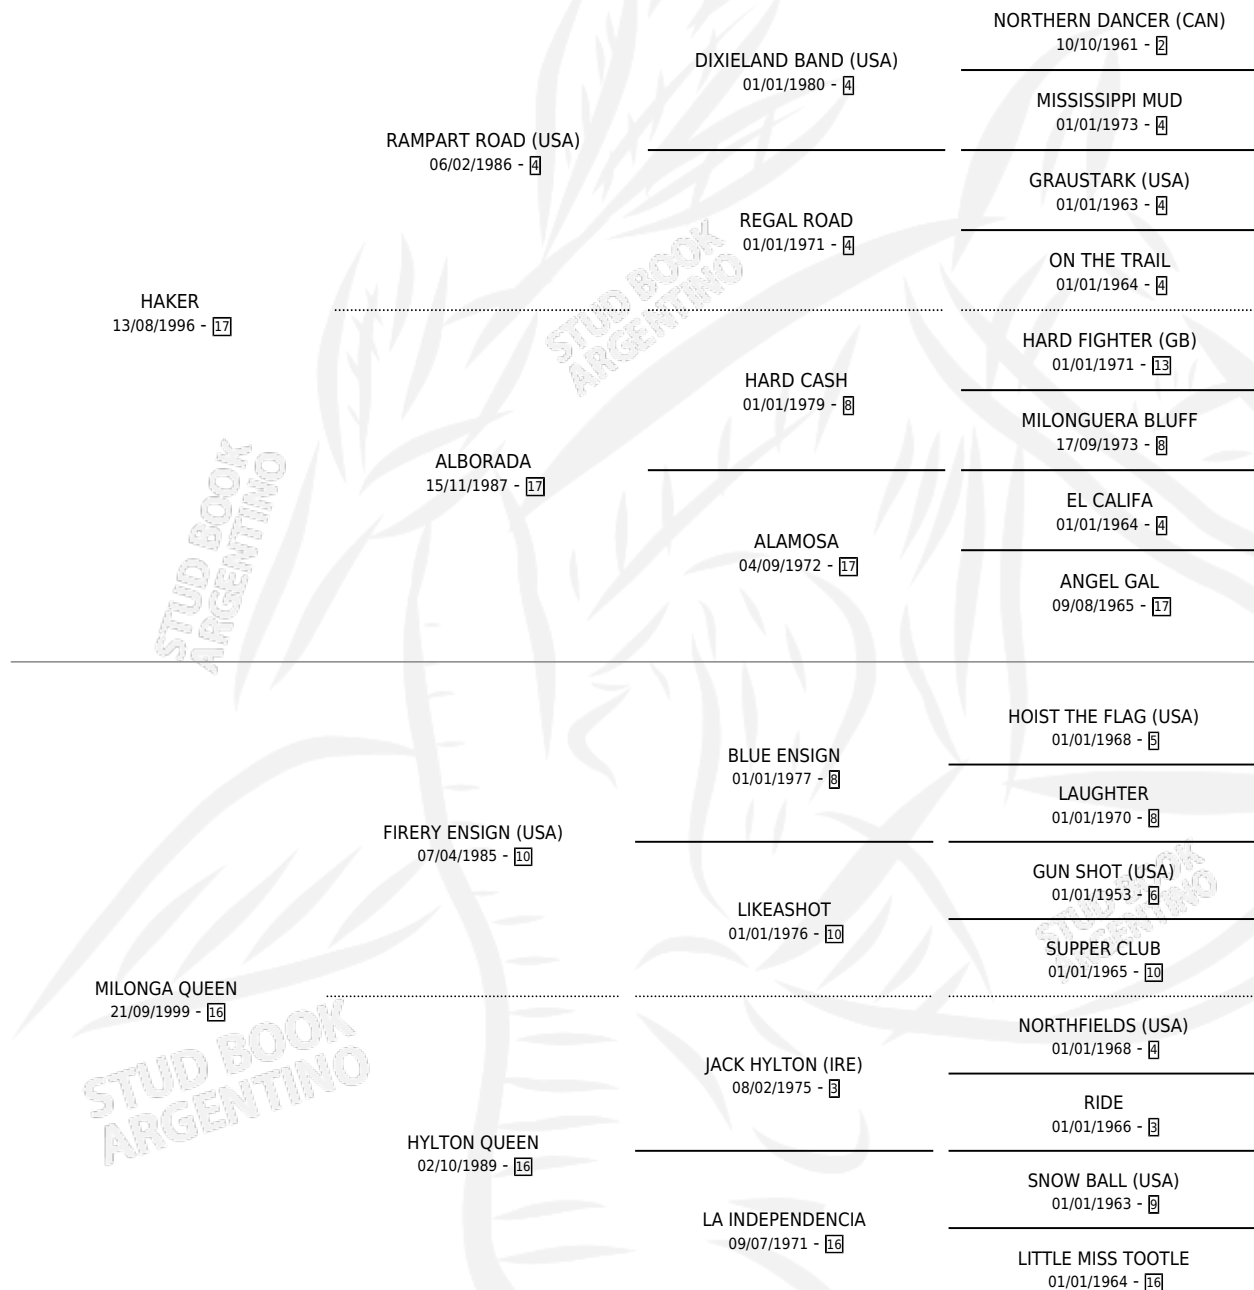 NORTHERN DANCER (CAN)
10/10/1961 - 2
DIXIELAND BAND (USA)
01/01/1980 - 4
MISSISSIPPI MUD
01/01/1973 - 4
RAMPART ROAD (USA)
06/02/1986 - 4
GRAUSTARK (USA)
01/01/1963 - 4
REGAL ROAD
01/01/1971 - 4
ON THE TRAIL
01/01/1964 - 4
HAKER
13/08/1996 - 17
STUD BOOK
ARGENTINO
HARD FIGHTER (GB)
01/01/1971 - 13
HARD CASH
01/01/1979 - 8
MILONGUERA BLUFF
17/09/1973 - 8
ALBORADA
15/11/1987 - 17
EL CALIFA
01/01/1964 - 4
ALAMOSA
04/09/1972 - 17
ANGEL GAL
09/08/1965 - 17
STUD BOOK
ARGENTINO
HOIST THE FLAG (USA)
01/01/1968 - 5
BLUE ENSIGN
01/01/1977 - 8
LAUGHTER
01/01/1970 - 8
FIRERY ENSIGN (USA)
07/04/1985 - 10
GUN SHOT (USA)
01/01/1953 - 6
LIKEASHOT
01/01/1976 - 10
SUPPER CLUB
01/01/1965 - 10
STUD BOOK
ARGENTINO
MILONGA QUEEN
21/09/1999 - 16
NORTHFIELDS (USA)
01/01/1968 - 4
JACK HYLTON (IRE)
08/02/1975 - 3
RIDE
01/01/1966 - 3
STUD BOOK
ARGENTINO
HYLTON QUEEN
02/10/1989 - 16
SNOW BALL (USA)
01/01/1963 - 9
LA INDEPENDENCIA
09/07/1971 - 16
LITTLE MISS TOOTLE
01/01/1964 - 16